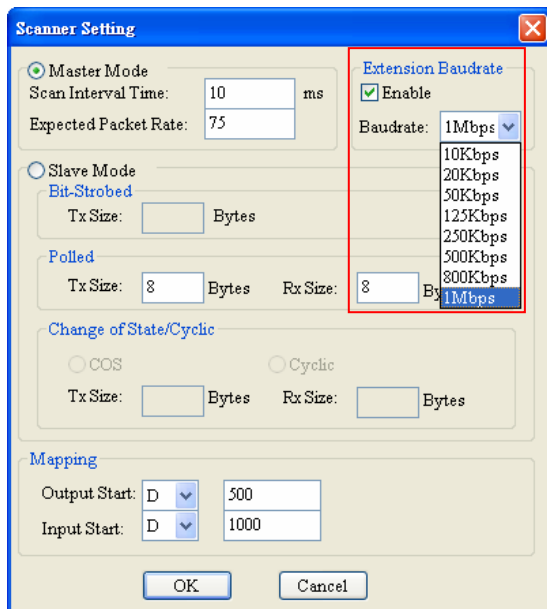 Scanner Setting
Master Mode
Scan Interval Time: 10 ms
Expected Packet Rate: 75
Extension Baudrate
Enable
Baudrate: 1Mbps
10Kbps
20Kbps
50Kbps
125Kbps
250Kbps
500Kbps
800Kbps
1Mbps
Slave Mode
Bit-Strobed
Tx Size: Bytes
Polled
Tx Size: 8 Bytes Rx Size: 8 By
Change of State/Cyclic
COS Cyclic
Tx Size: Bytes Rx Size: Bytes
Mapping
Output Start: D 500
Input Start: D 1000
OK Cancel